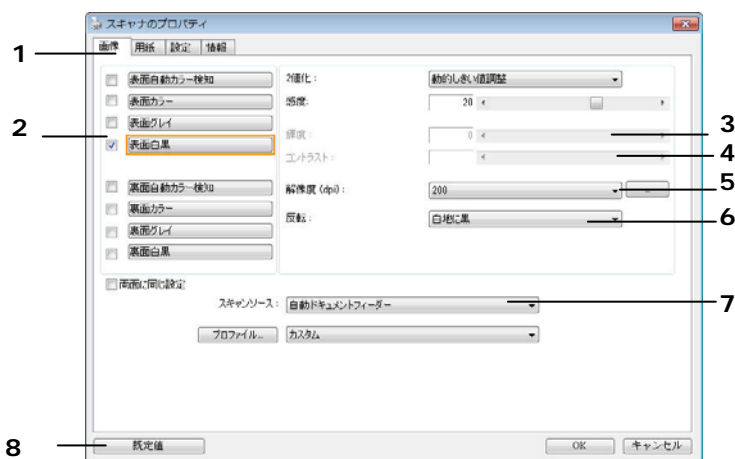 スキャナのプロパティ
画像 用紙 設定 情報
1
表面自動カラー検知
表面カラー
表面グレイ
表面白黒
2
裏面自動カラー検知
裏面カラー
裏面グレイ
裏面白黒
2値化： 動的しきい値調整
感度： 20
輝度： 0
3
コントラスト：
4
解像度 (dpi)： 200
5
反転： 白地に黒
6
両面に同じ設定
スキャンソース： 自動ドキュメントフィーダー
7
プロファイル... カスタム
8
既定値 OK キャンセル